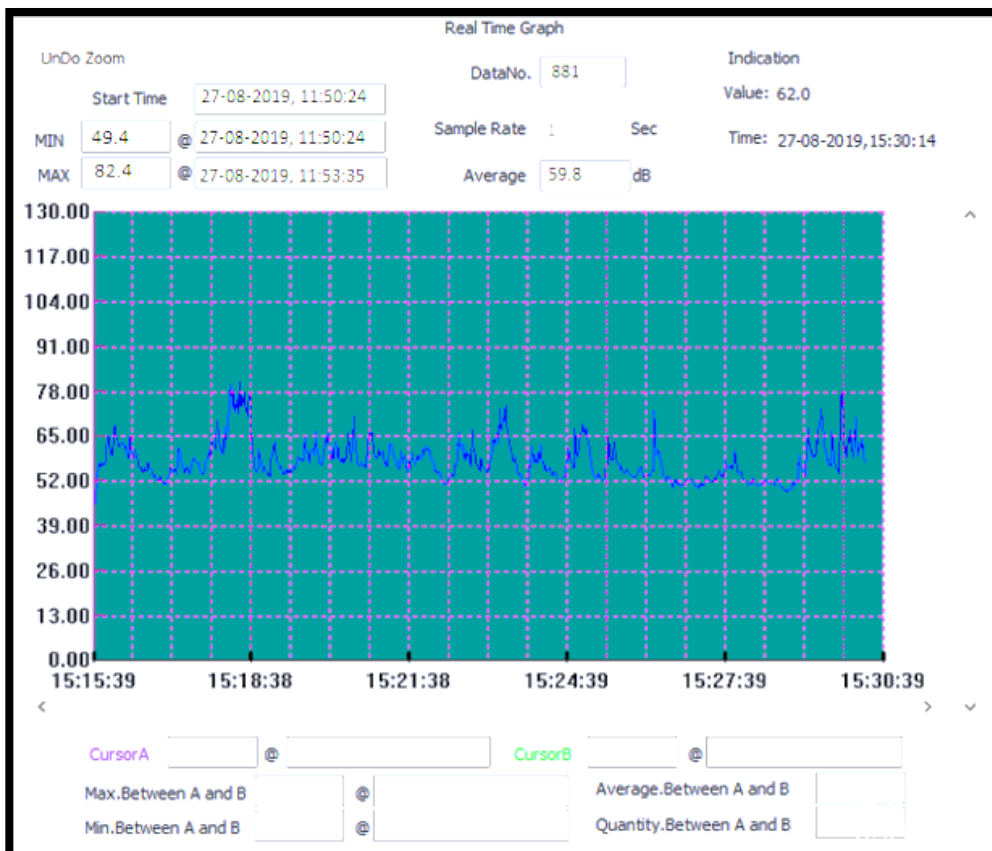 Real Time Graph
UnDo Zoom
DataNo. 881
Indication
Start Time 27-08-2019, 11:50:24
Value: 62.0
MIN 49.4 @ 27-08-2019, 11:50:24
Sample Rate 1 Sec
Time: 27-08-2019,15:30:14
MAX 82.4 @ 27-08-2019, 11:53:35
Average 59.8 dB
130.00
117.00
104.00
91.00
78.00
65.00
52.00
39.00
26.00
13.00
0.00
15:15:39 15:18:38 15:21:38 15:24:39 15:27:39 15:30:39
CursorA @ CursorB @
Max.Between A and B @
Average.Between A and B
Min.Between A and B @
Quantity.Between A and B